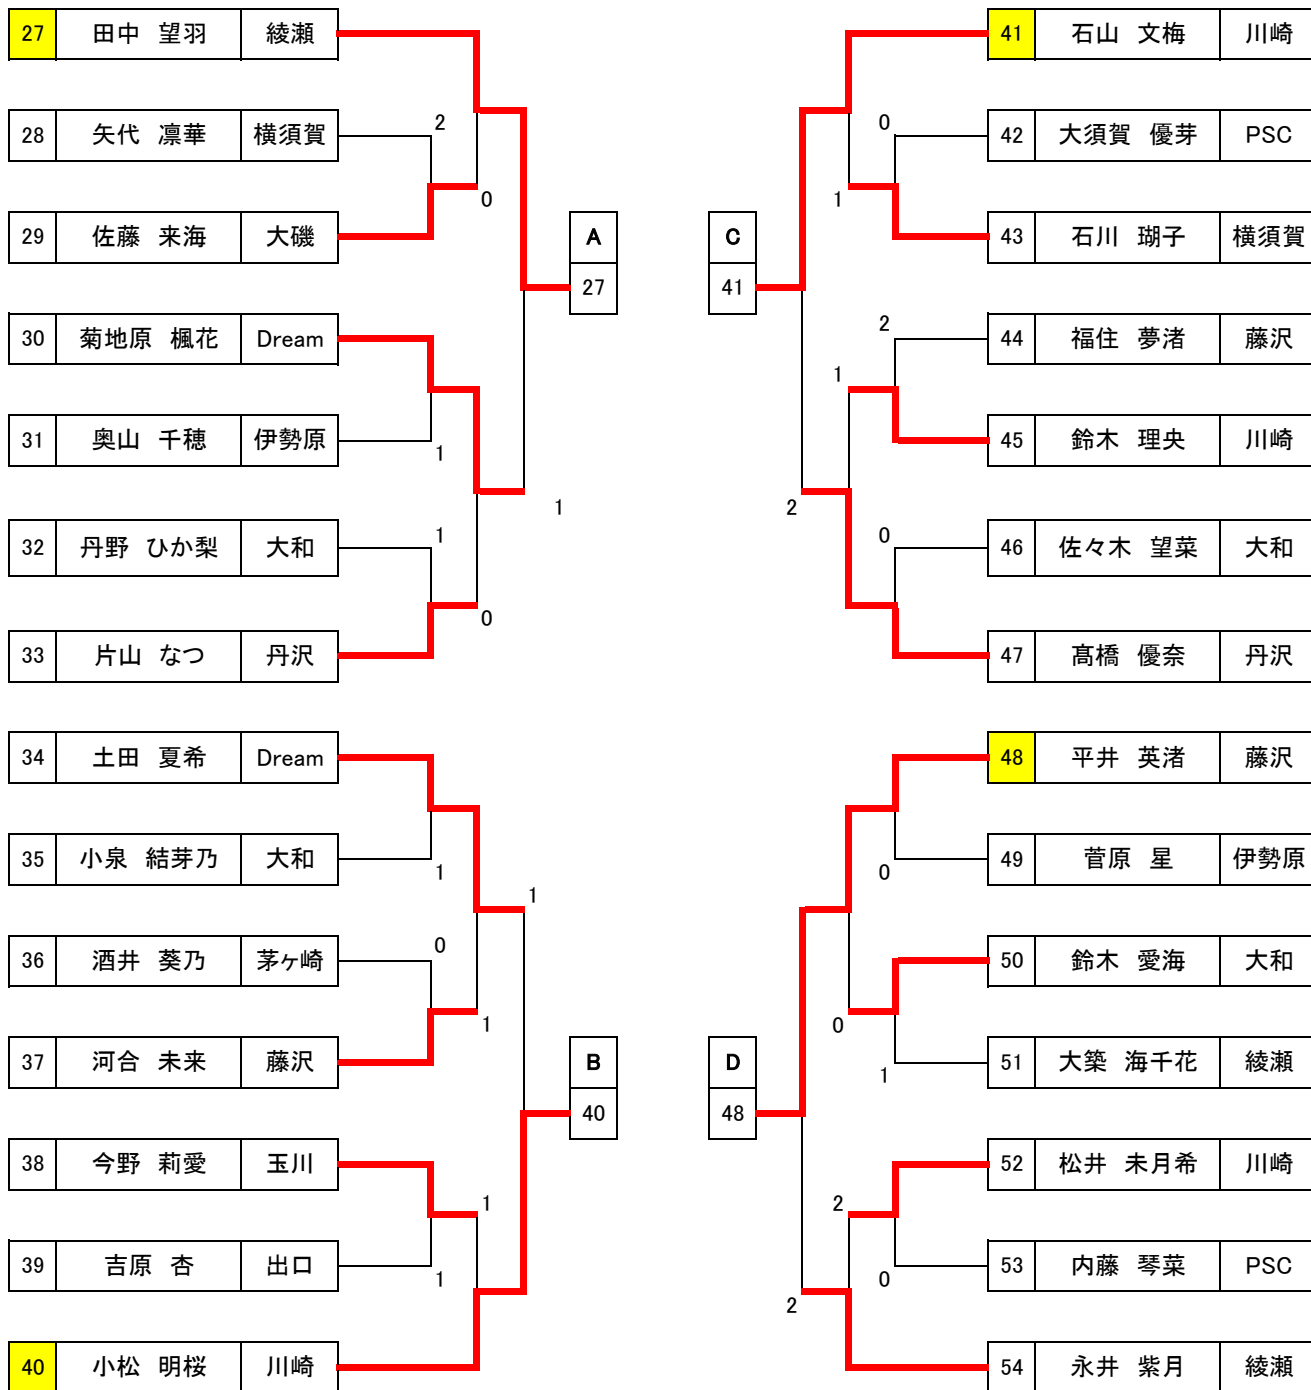 27 田中 望羽 綾瀬
28 矢代 凛華 横須賀
2
0
29 佐藤 来海 大磯
A
27
30 菊地原 楓花 Dream
31 奥山 千穂 伊勢原
1
1
32 丹野 ひか梨 大和
1
0
33 片山 なつ 丹沢
34 土田 夏希 Dream
35 小泉 結芽乃 大和
1
1
36 酒井 葵乃 茅ヶ崎
0
1
37 河合 未来 藤沢
B
40
38 今野 莉愛 玉川
1
39 吉原 杏 出口
1
40 小松 明桜 川崎
41 石山 文梅 川崎
0
42 大須賀 優芽 PSC
1
43 石川 瑚子 横須賀
C
41
2
44 福住 夢渚 藤沢
1
45 鈴木 理央 川崎
2
0
46 佐々木 望菜 大和
47 髙橋 優奈 丹沢
48 平井 英渚 藤沢
49 菅原 星 伊勢原
0
50 鈴木 愛海 大和
0
51 大築 海千花 綾瀬
1
D
48
52 松井 未月希 川崎
2
53 内藤 琴菜 PSC
0
2
54 永井 紫月 綾瀬